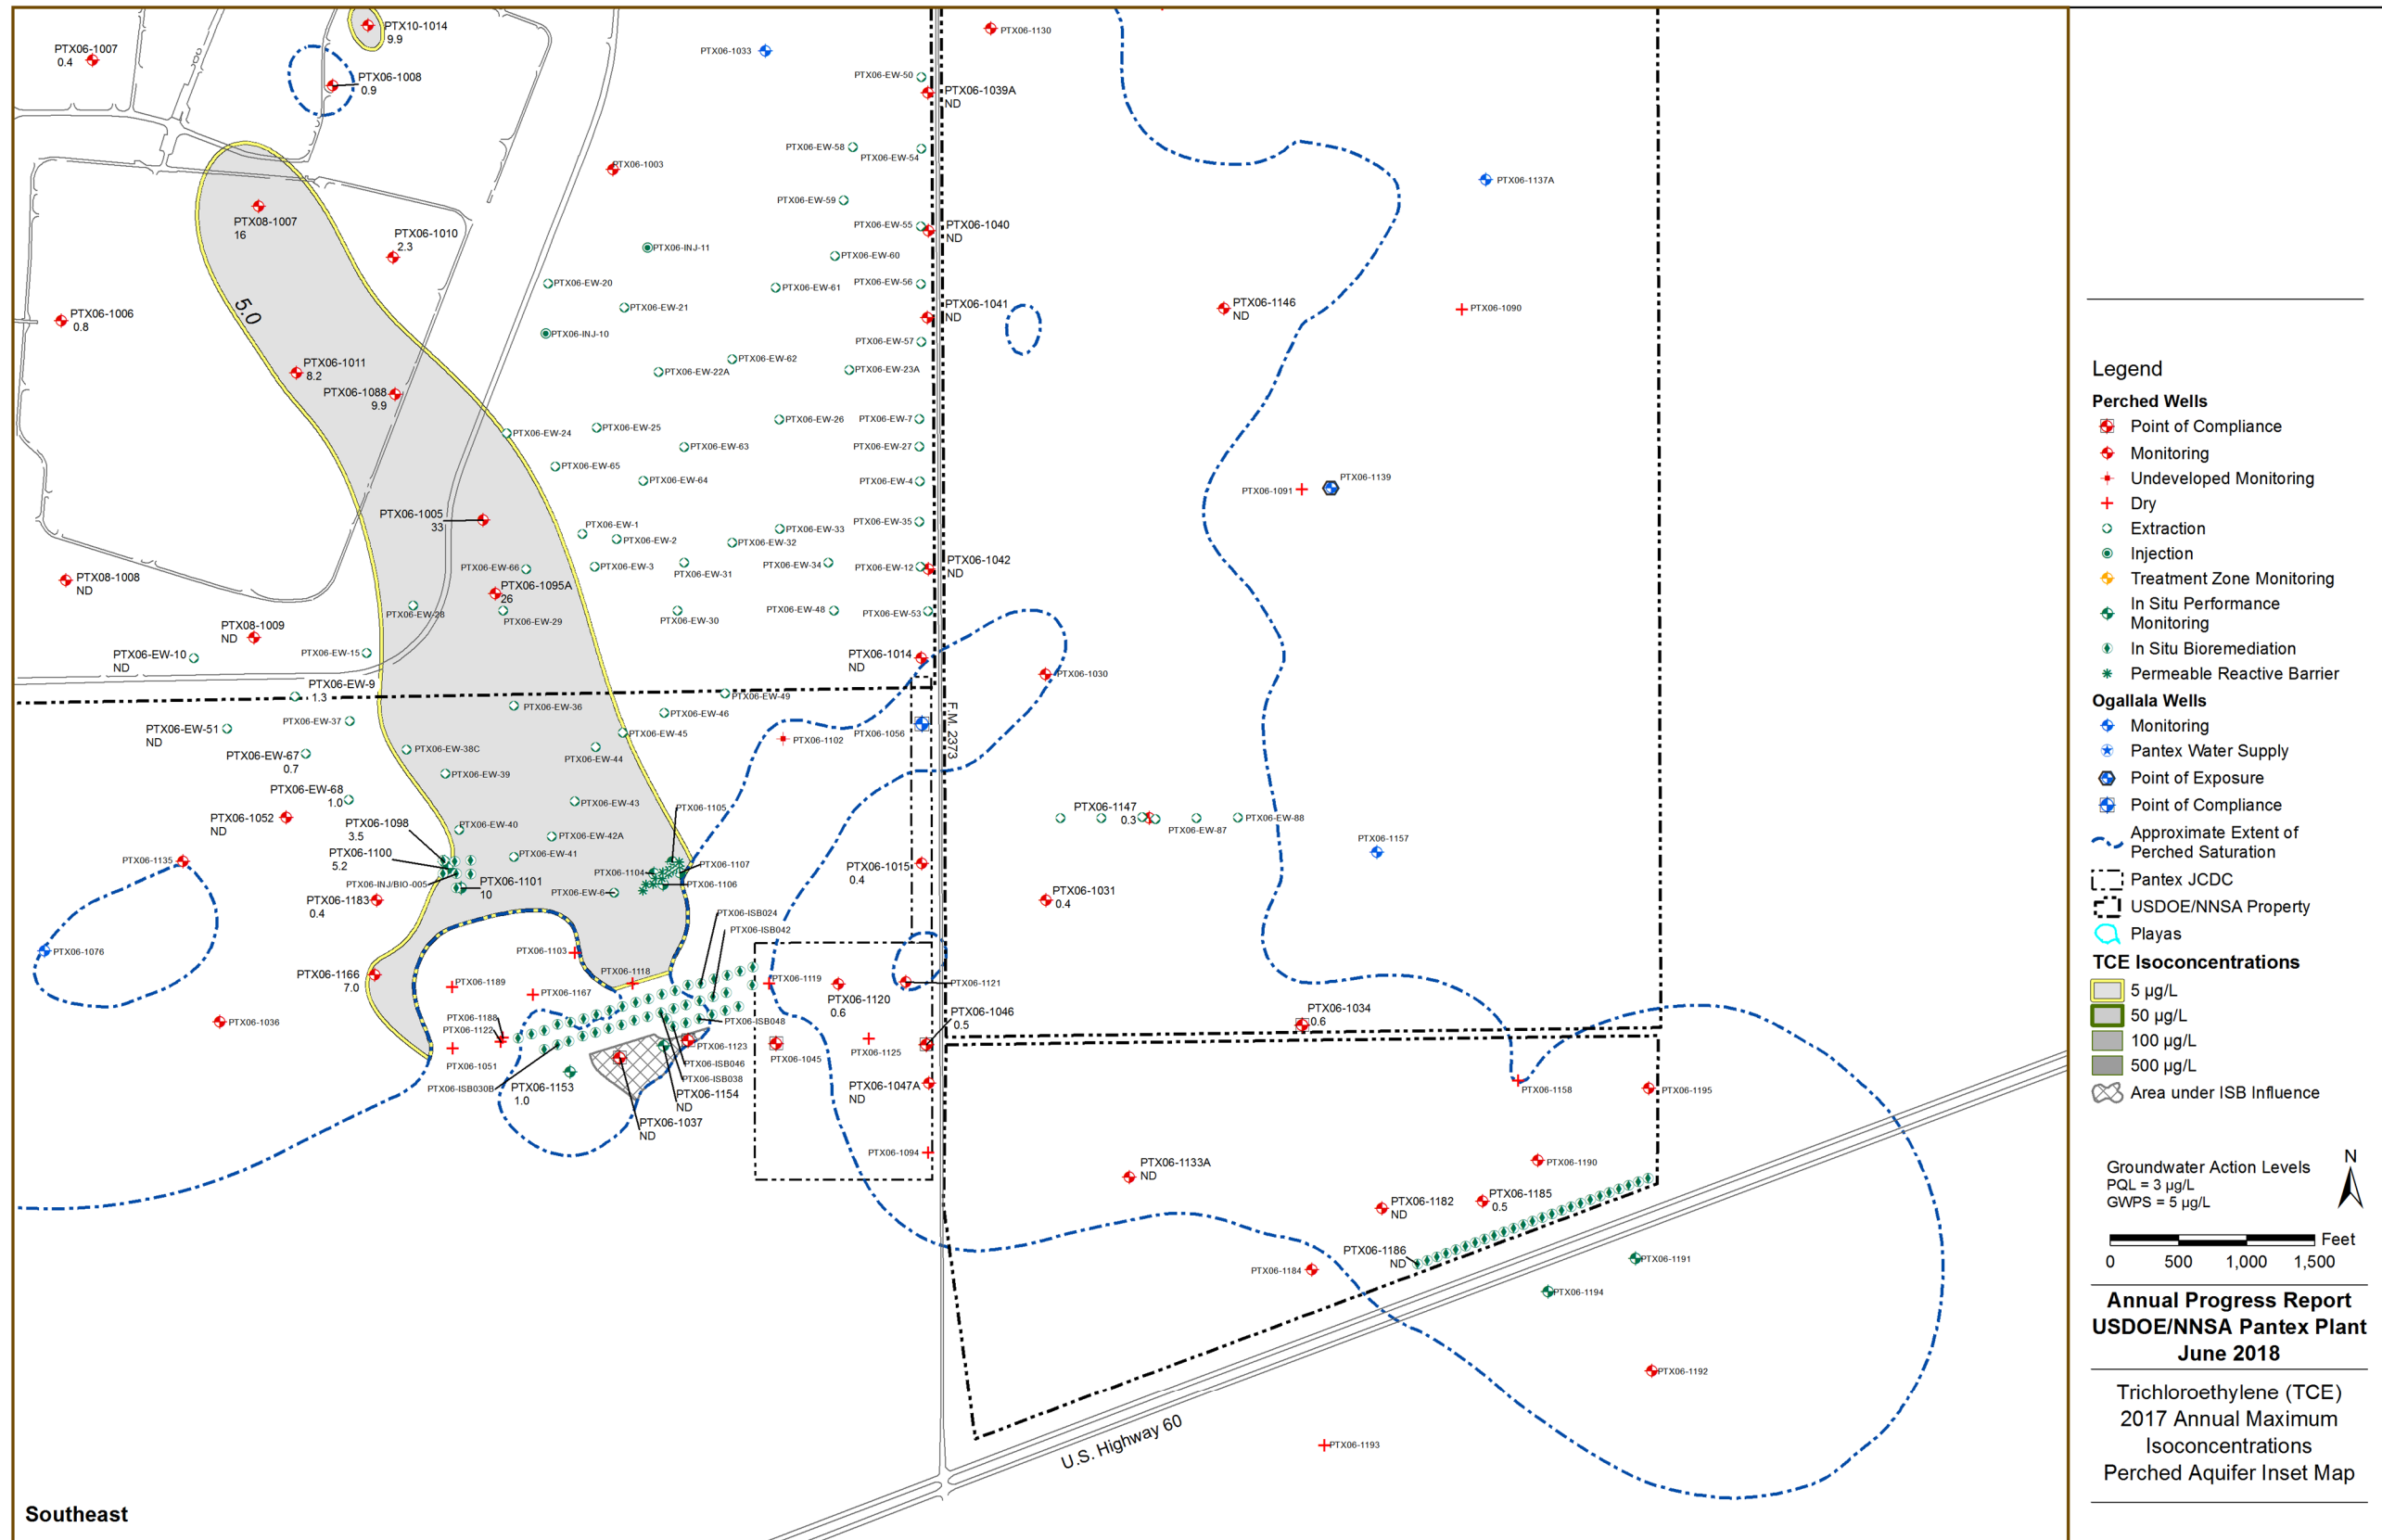 PTX10-1014
9.9
PTX06-1007
0.4
PTX06-1008
0.9
PTX06-1033
PTX06-1130
PTX06-EW-50
PTX06-1039A
ND
PTX06-1003
PTX06-EW-58
PTX06-EW-54
PTX06-1137A
PTX06-EW-59
PTX08-1007
16
PTX06-1010
2.3
PTX06-EW-55
PTX06-1040
ND
PTX06-INJ-11
PTX06-EW-60
PTX06-EW-20
PTX06-EW-61
PTX06-EW-56
PTX06-1006
0.8
5.0
PTX06-EW-21
PTX06-1041
ND
PTX06-1146
ND
PTX06-1090
PTX06-INJ-10
PTX06-EW-57
PTX06-1011
8.2
PTX06-EW-62
PTX06-EW-22A
PTX06-EW-23A
PTX06-1088
9.9
PTX06-EW-24
PTX06-EW-25
PTX06-EW-26
PTX06-EW-7
PTX06-EW-63
PTX06-EW-27
PTX06-EW-65
PTX06-EW-64
PTX06-EW-4
PTX06-1091
PTX06-1139
PTX06-1005
33
PTX06-EW-1
PTX06-EW-2
PTX06-EW-33
PTX06-EW-35
PTX06-EW-32
PTX06-EW-66
PTX06-EW-3
PTX06-EW-31
PTX06-EW-34
PTX06-EW-12
PTX06-1042
ND
PTX08-1008
ND
PTX06-1095A
26
PTX06-EW-28
PTX06-EW-29
PTX06-EW-30
PTX06-EW-48
PTX06-EW-53
PTX08-1009
ND
PTX06-EW-10
ND
PTX06-EW-15
PTX06-1014
ND
PTX06-1030
PTX06-EW-9
1.3
PTX06-EW-49
PTX06-EW-36
PTX06-EW-46
PTX06-EW-51
ND
PTX06-EW-37
PTX06-EW-45
PTX06-1102
PTX06-1056
F.M. 2373
PTX06-EW-67
0.7
PTX06-EW-38C
PTX06-EW-44
PTX06-EW-39
PTX06-EW-68
1.0
PTX06-EW-43
PTX06-1105
PTX06-1147
0.3
PTX06-EW-87
PTX06-EW-88
PTX06-1052
ND
PTX06-1098
3.5
PTX06-EW-40
PTX06-EW-42A
PTX06-1157
PTX06-1135
PTX06-1100
5.2
PTX06-EW-41
PTX06-1107
PTX06-1104
PTX06-1015
0.4
PTX06-INJ/BIO-005
PTX06-1101
10
PTX06-EW-6
PTX06-1106
PTX06-1183
0.4
PTX06-1031
0.4
PTX06-ISB024
PTX06-ISB042
PTX06-1076
PTX06-1103
PTX06-1166
7.0
PTX06-1118
PTX06-1189
PTX06-1167
PTX06-1119
PTX06-1120
0.6
PTX06-1121
PTX06-1036
PTX06-1188
PTX06-1122
PTX06-ISB048
PTX06-1046
0.5
PTX06-1034
0.6
PTX06-1123
PTX06-1045
PTX06-1125
PTX06-1051
PTX06-ISB046
PTX06-ISB038
PTX06-ISB030B
PTX06-1153
1.0
PTX06-1154
ND
PTX06-1047A
ND
PTX06-1158
PTX06-1195
PTX06-1037
ND
PTX06-1094
PTX06-1133A
ND
PTX06-1190
PTX06-1182
ND
PTX06-1185
0.5
PTX06-1186
ND
PTX06-1184
PTX06-1191
PTX06-1194
PTX06-1192
U.S. Highway 60
PTX06-1193
Southeast
Legend
Perched Wells
Point of Compliance
Monitoring
Undeveloped Monitoring
Dry
Extraction
Injection
Treatment Zone Monitoring
In Situ Performance
Monitoring
In Situ Bioremediation
Permeable Reactive Barrier
Ogallala Wells
Monitoring
Pantex Water Supply
Point of Exposure
Point of Compliance
Approximate Extent of
Perched Saturation
Pantex JCDC
USDOE/NNSA Property
Playas
TCE Isoconcentrations
5 µg/L
50 µg/L
100 µg/L
500 µg/L
Area under ISB Influence
Groundwater Action Levels
PQL = 3 µg/L
GWPS = 5 µg/L
N
Feet
0 500 1,000 1,500
Annual Progress Report
USDOE/NNSA Pantex Plant
June 2018
Trichloroethylene (TCE)
2017 Annual Maximum
Isoconcentrations
Perched Aquifer Inset Map